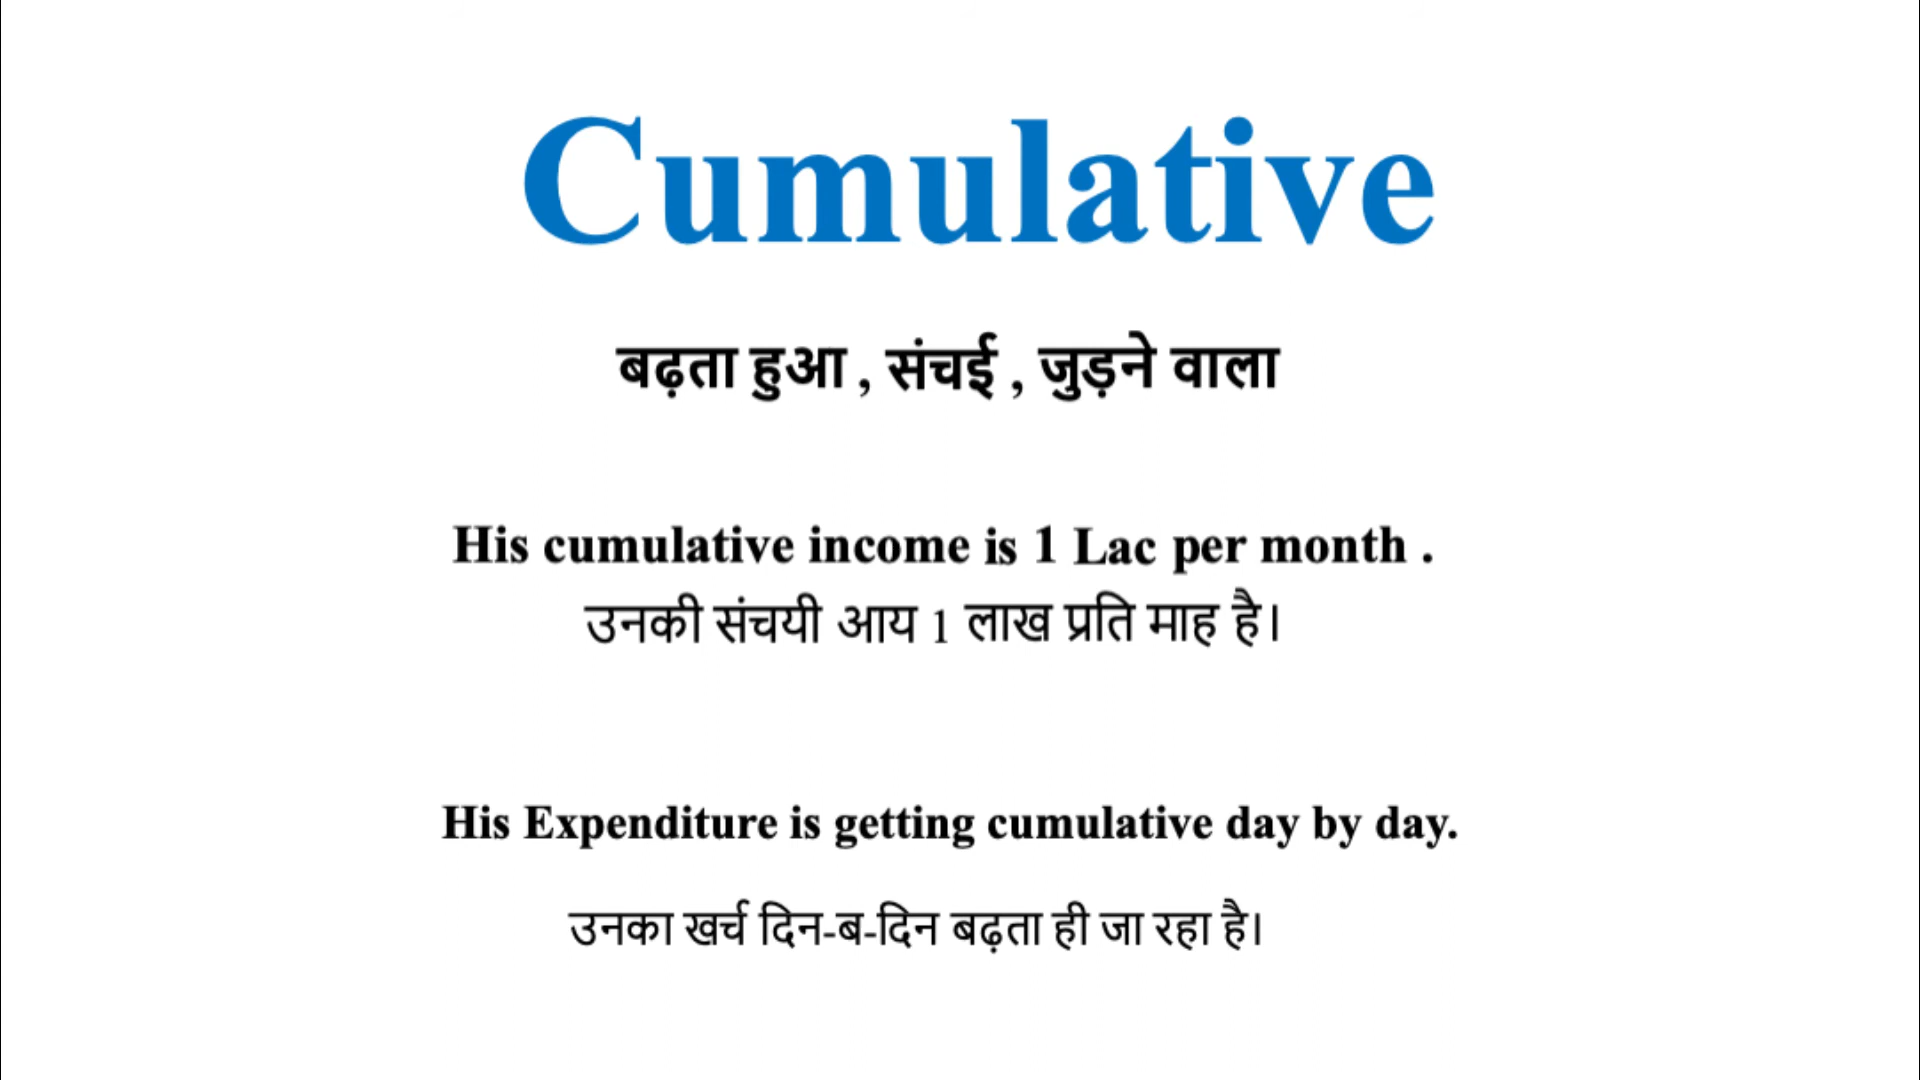 Cumulative
बढ़ता हुआ , संचई , जुड़ने वाला
His cumulative income is 1 Lac per month .
उनकी संचयी आय 1 लाख प्रति माह है।
His Expenditure is getting cumulative day by day.
उनका खर्च दिन-ब-दिन बढ़ता ही जा रहा है।